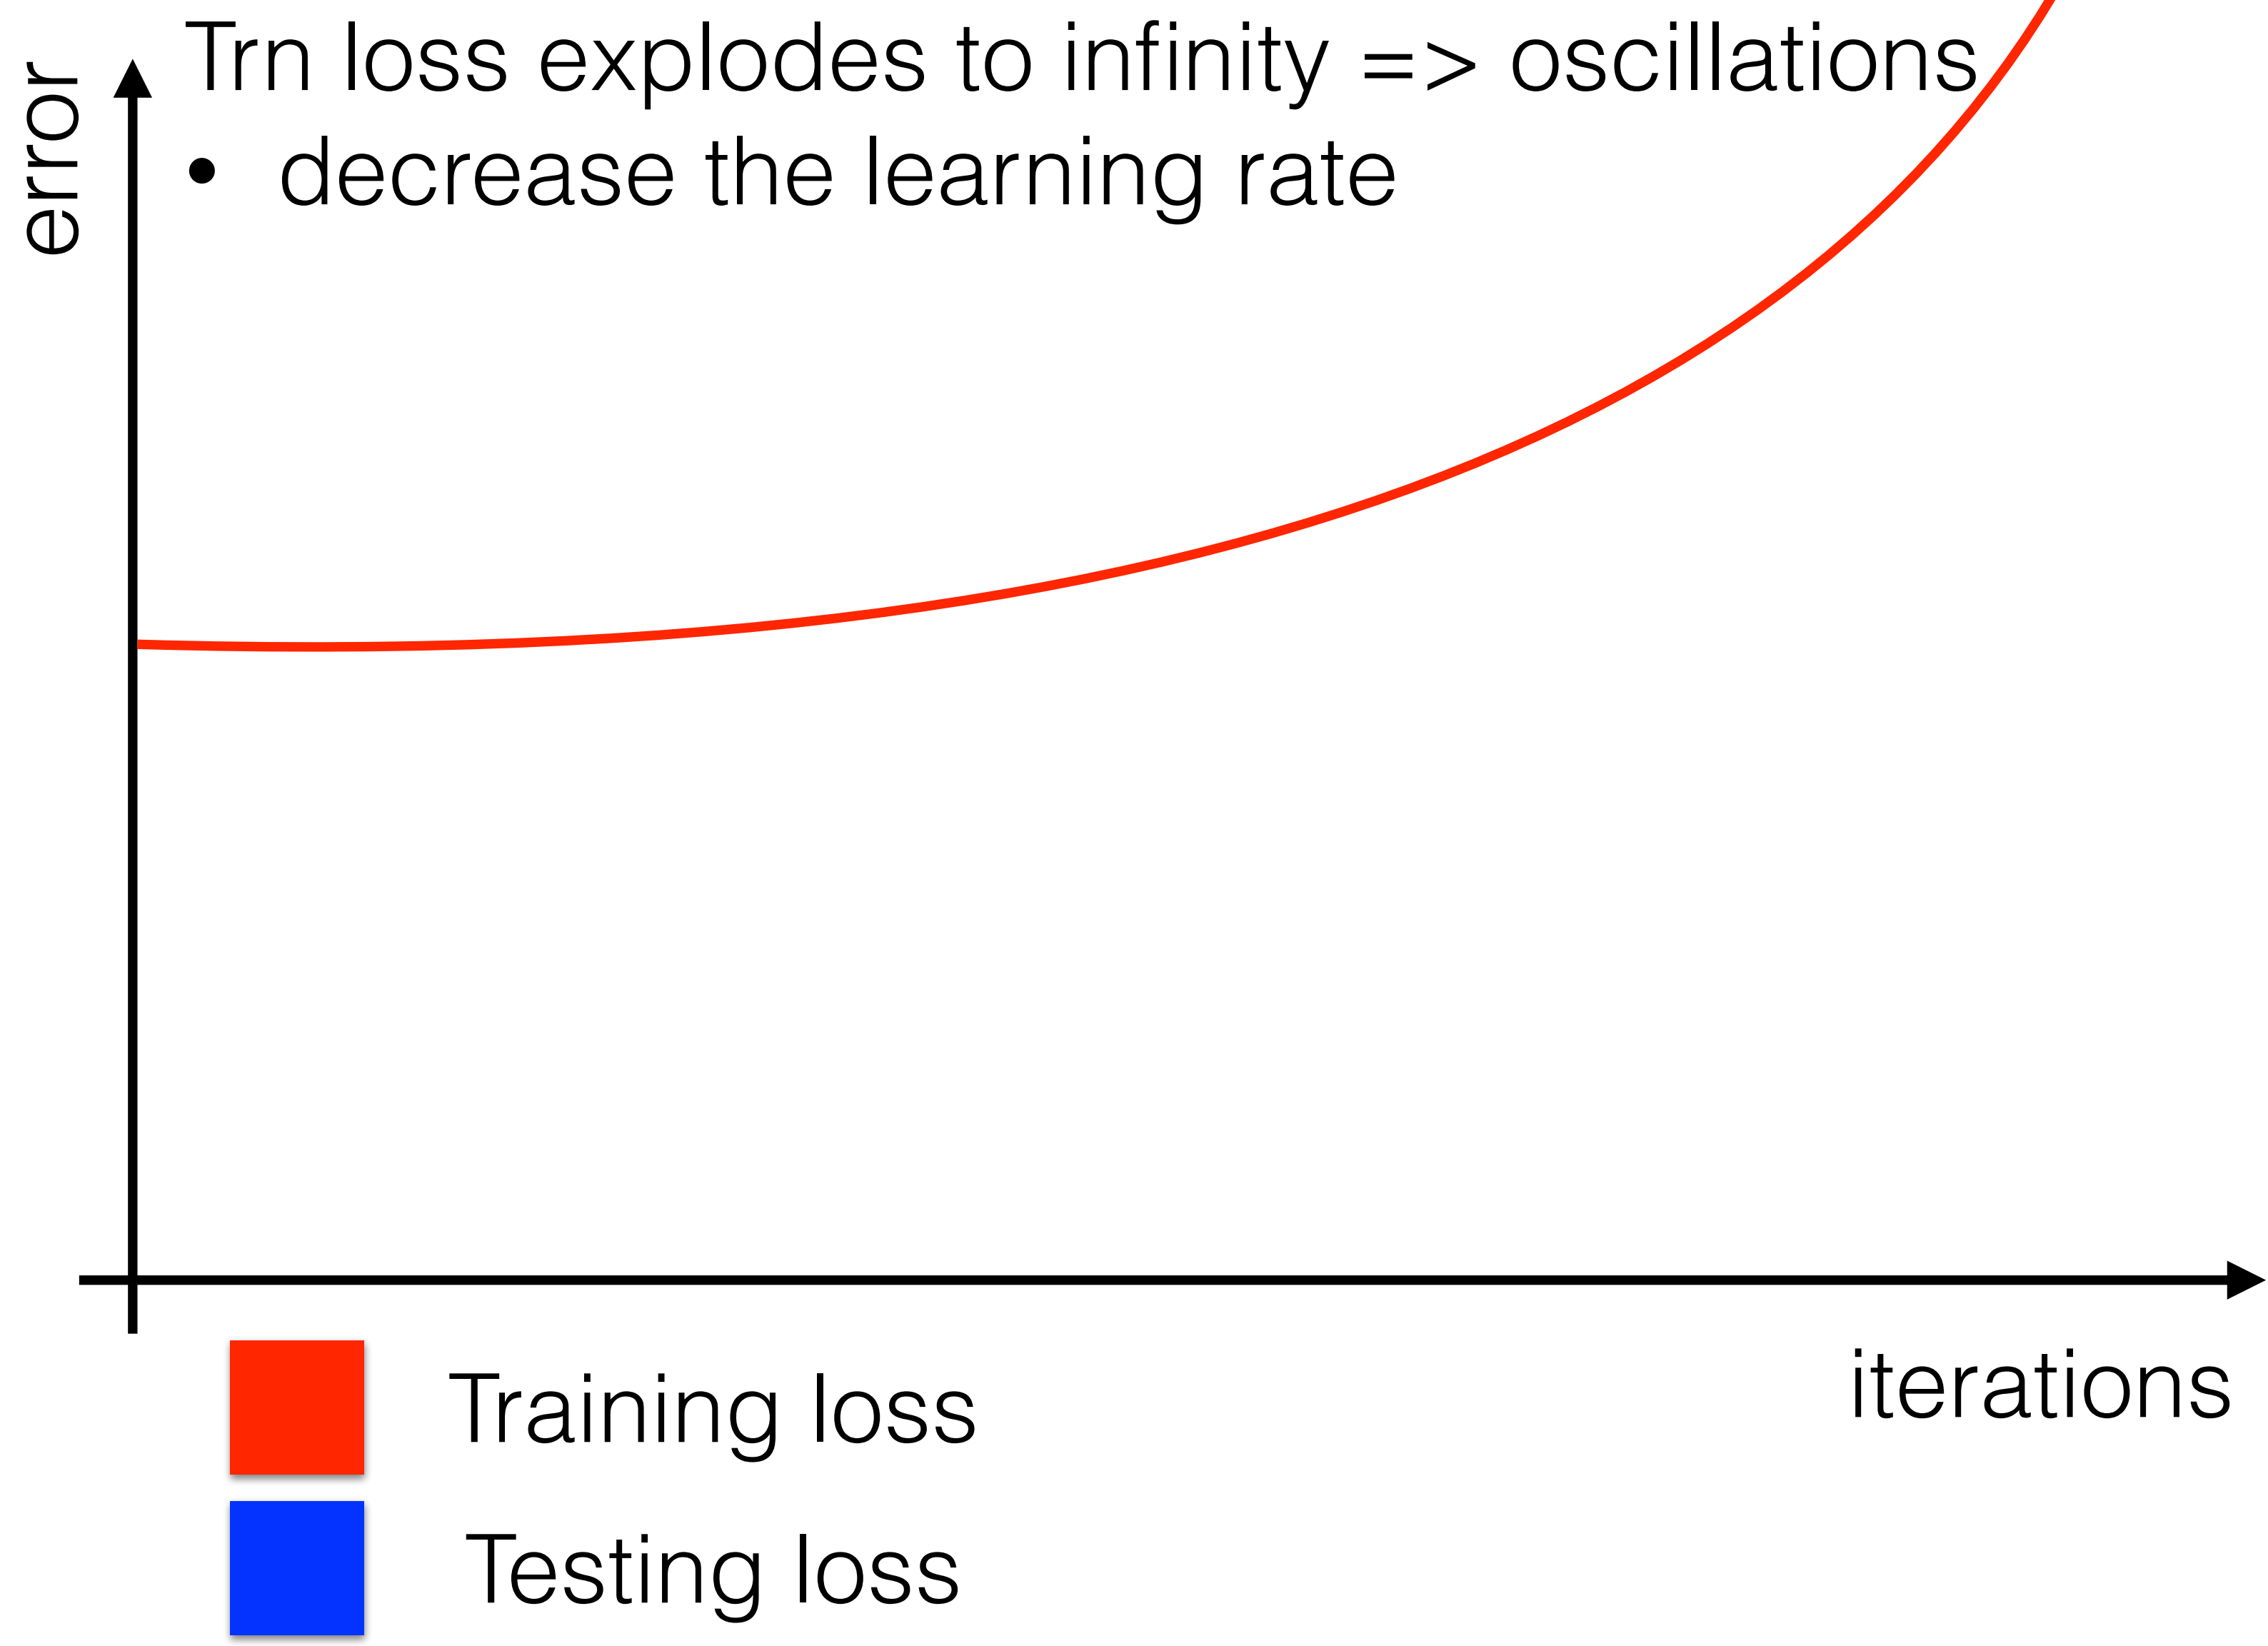 Trn loss explodes to infinity => oscillations
• decrease the learning rate
error
iterations
Training loss
Testing loss